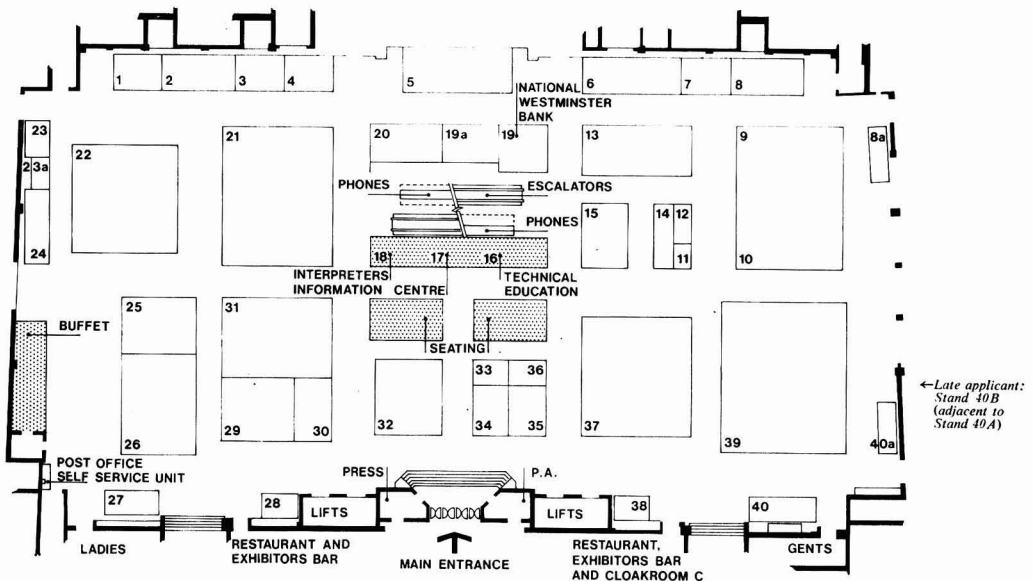 1
2
3
4
5
6
7
8
NATIONAL
WESTMINSTER
BANK
23
2 3a
24
22
21
20
19a
19
13
9
8a
PHONES
ESCALATORS
PHONES
15
14
12
11
10
18
17
16
INTERPRETERS
INFORMATION CENTRE
TECHNICAL
EDUCATION
BUFFET
25
26
31
29
30
SEATING
32
33
36
34
35
37
39
40a
←Late applicant:
Stand 40B
(adjacent to
Stand 40A)
POST OFFICE
SELF SERVICE UNIT
PRESS
P.A.
27
28
LIFTS
LIFTS
38
40
LADIES
RESTAURANT AND
EXHIBITORS BAR
MAIN ENTRANCE
RESTAURANT,
EXHIBITORS BAR
AND CLOAKROOM C
GENTS